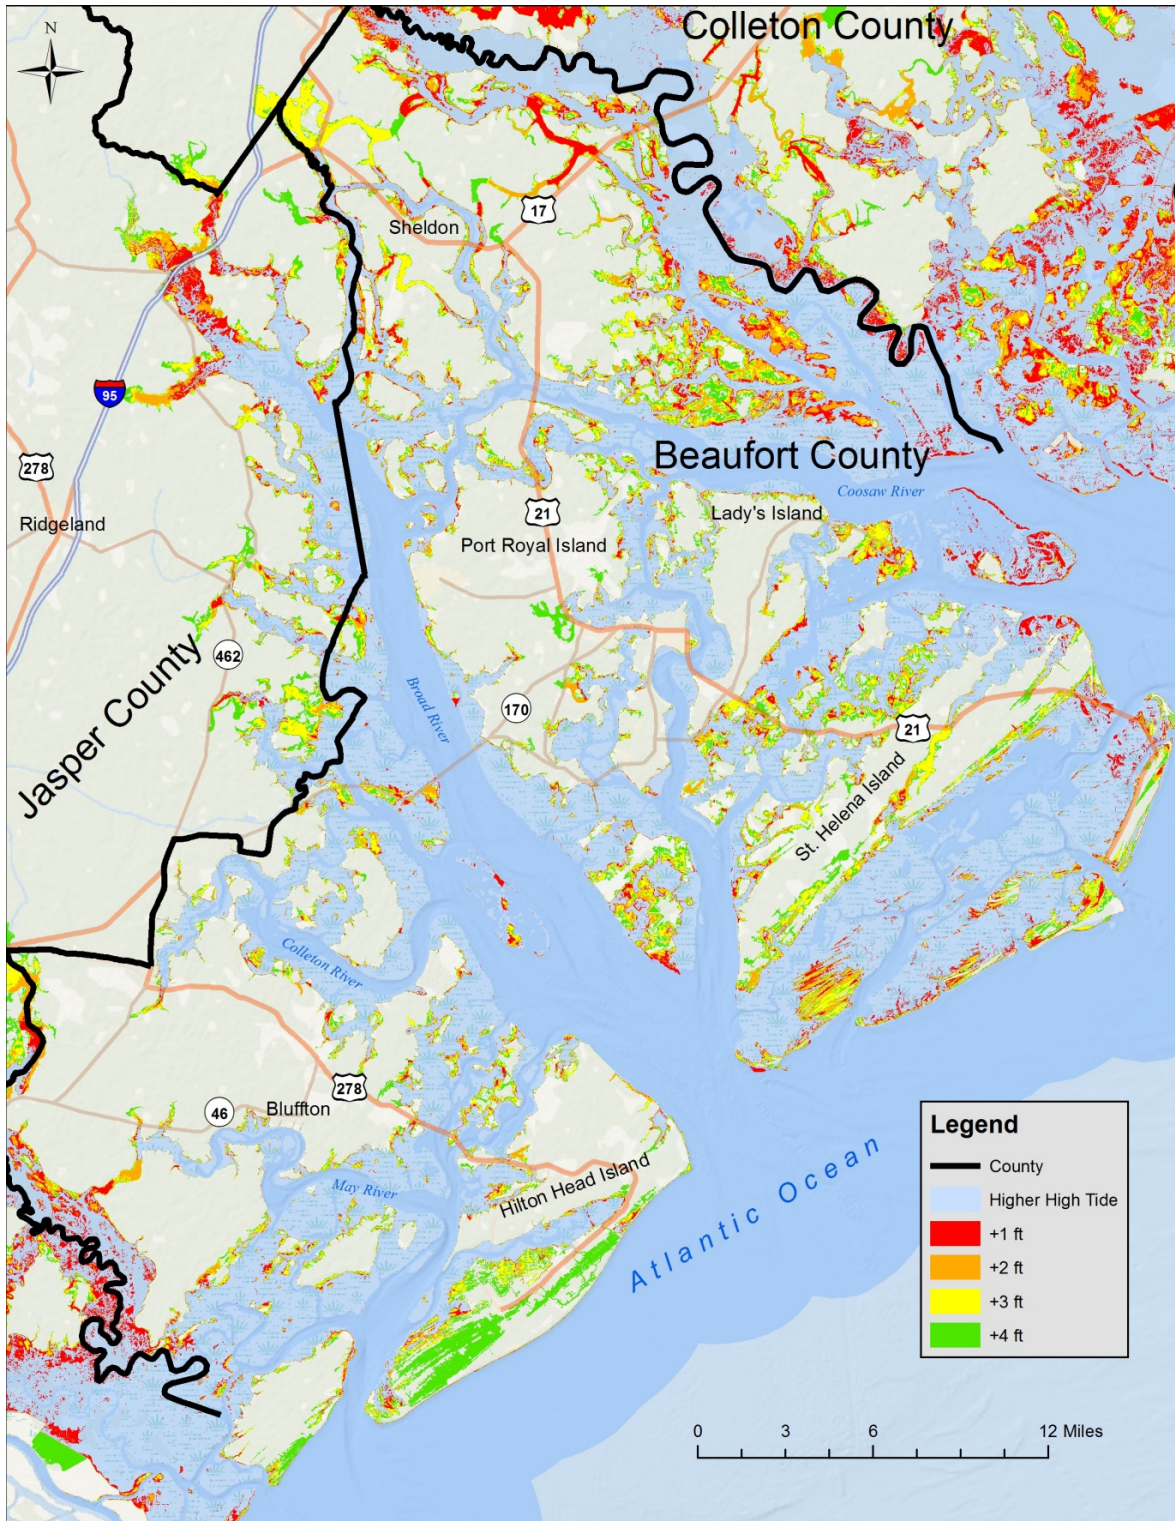 N
Colleton County
Sheldon
17
95
278
Ridgeland
Beaufort County
Coosaw River
Lady's Island
21
Port Royal Island
462
Jasper County
Broad River
170
21
St. Helena Island
Colleton River
278
46
Bluffton
May River
Hilton Head Island
Atlantic Ocean
Legend
County
Higher High Tide
+1 ft
+2 ft
+3 ft
+4 ft
0 3 6 12 Miles